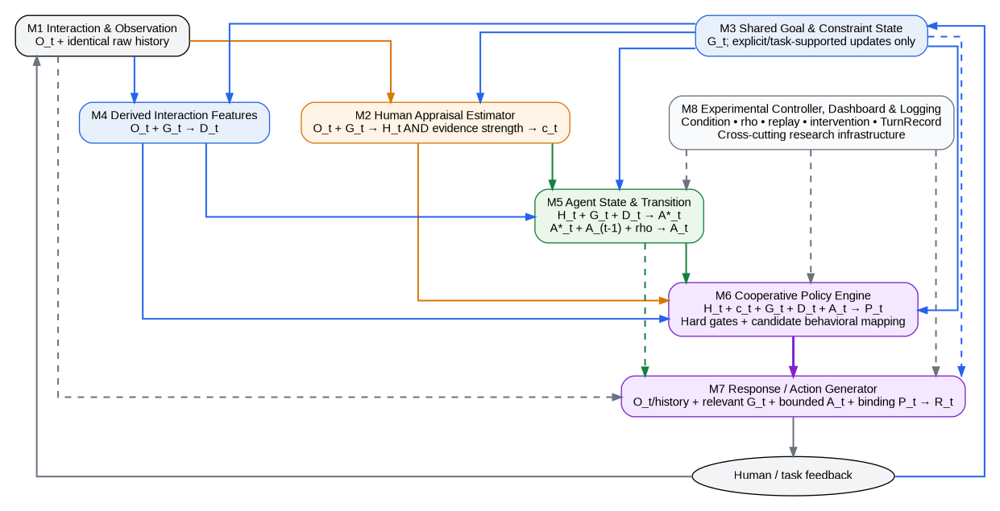 M1 Interaction & Observation
O_t + identical raw history
M3 Shared Goal & Constraint State
G_t; explicit/task-supported updates only
M4 Derived Interaction Features
O_t + G_t → D_t
M2 Human Appraisal Estimator
O_t + G_t → H_t AND evidence strength → c_t
M8 Experimental Controller, Dashboard & Logging
Condition • rho • replay • intervention • TurnRecord
Cross-cutting research infrastructure
M5 Agent State & Transition
H_t + G_t + D_t → A*_t
A*_t + A_(t-1) + rho → A_t
M6 Cooperative Policy Engine
H_t + c_t + G_t + D_t + A_t → P_t
Hard gates + candidate behavioral mapping
M7 Response / Action Generator
O_t/history + relevant G_t + bounded A_t + binding P_t → R_t
Human / task feedback